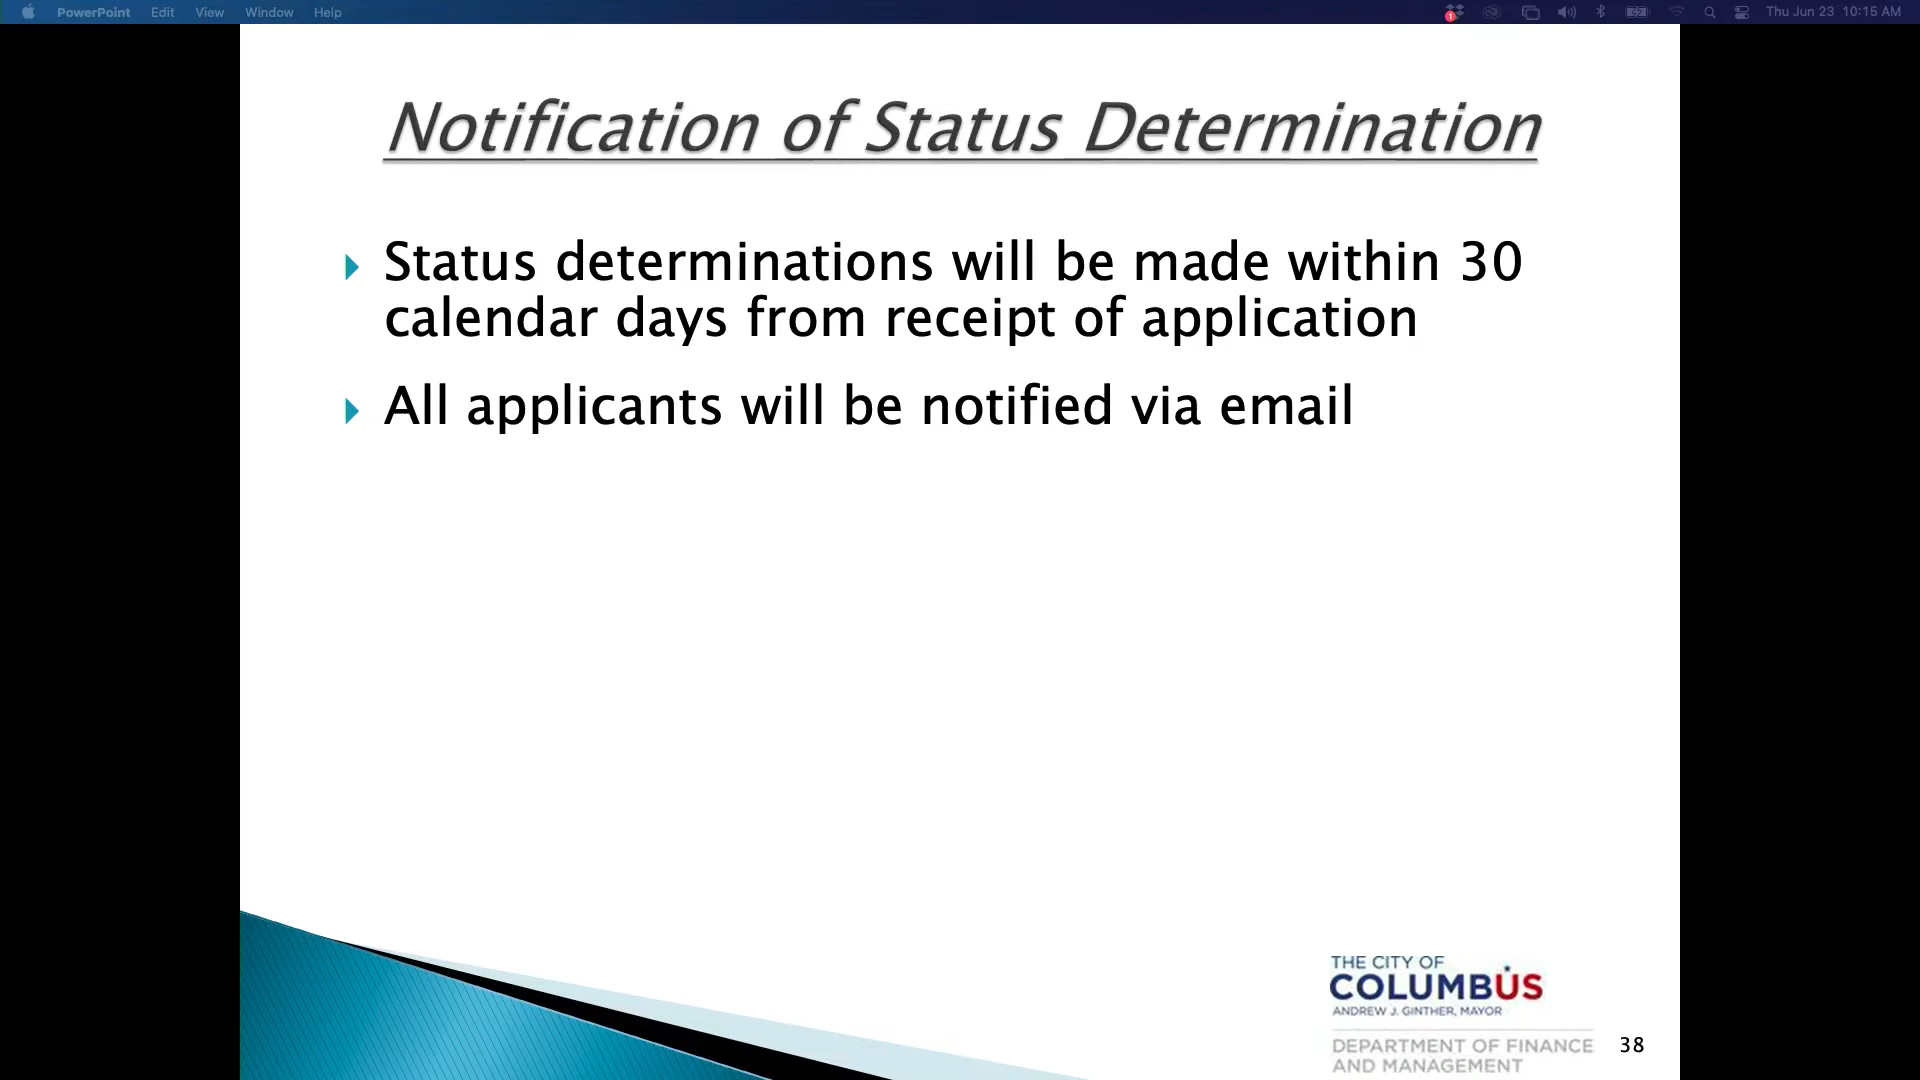 PowerPoint Edit View Window Help
1
Thu Jun 23 10:15 AM
Notification of Status Determination
Status determinations will be made within 30
calendar days from receipt of application
All applicants will be notified via email
THE CITY OF
COLUMBUS
ANDREW J. GINTHER, MAYOR
DEPARTMENT OF FINANCE
AND MANAGEMENT
38